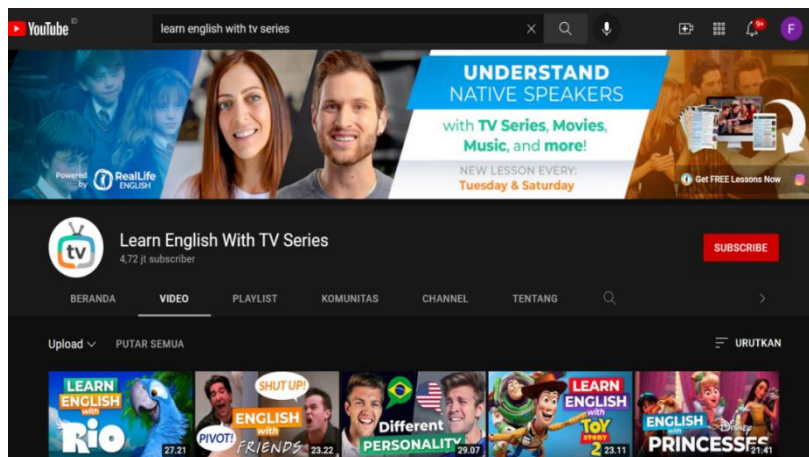 YouTube ID
learn english with tv series
9+
F
UNDERSTAND
NATIVE SPEAKERS
with TV Series, Movies,
Music, and more!
NEW LESSON EVERY:
Tuesday & Saturday
Powered
by
RealLife
ENGLISH
Get FREE Lessons Now
tv
Learn English With TV Series
4,72 jt subscriber
SUBSCRIBE
BERANDA VIDEO PLAYLIST KOMUNITAS CHANNEL TENTANG
Upload PUTAR SEMUA URUTKAN
LEARN
ENGLISH
with
Rio
27.21
SHUT UP!
PIVOT!
ENGLISH
with
FRIENDS
23.22
Different
PERSONALITY
29.07
LEARN
ENGLISH
with
TOY
STORY
2
23.11
ENGLISH
with
Disney
PRINCESSES
21.41